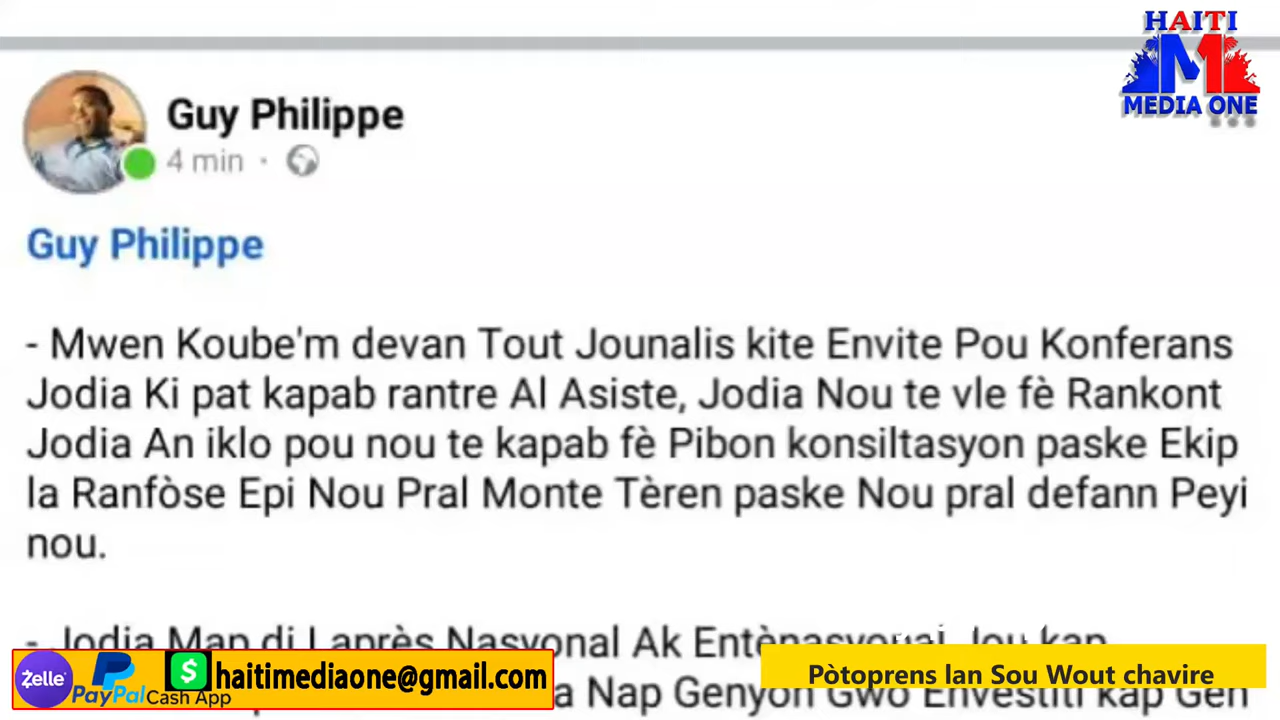 HAITI
M
MEDIA ONE
Guy Philippe
4 min ·
Guy Philippe
- Mwen Koube'm devan Tout Jounalis kite Envite Pou Konferans
Jodia Ki pat kapab rantre Al Asiste, Jodia Nou te vle fè Rankont
Jodia An iklo pou nou te kapab fè Pibon konsiltasyon paske Ekip
la Ranfòse Epi Nou Pral Monte Tèren paske Nou pral defann Peyi
nou.
- Jodia Map di Laprès Nasyonal Ak Entènasyonal Jou kap
a Nap Genyon Gwo Envestiti kap Gen
Zelle
PayPal
$
Cash App
haitimediaone@gmail.com
Pòtoprens lan Sou Wout chavire